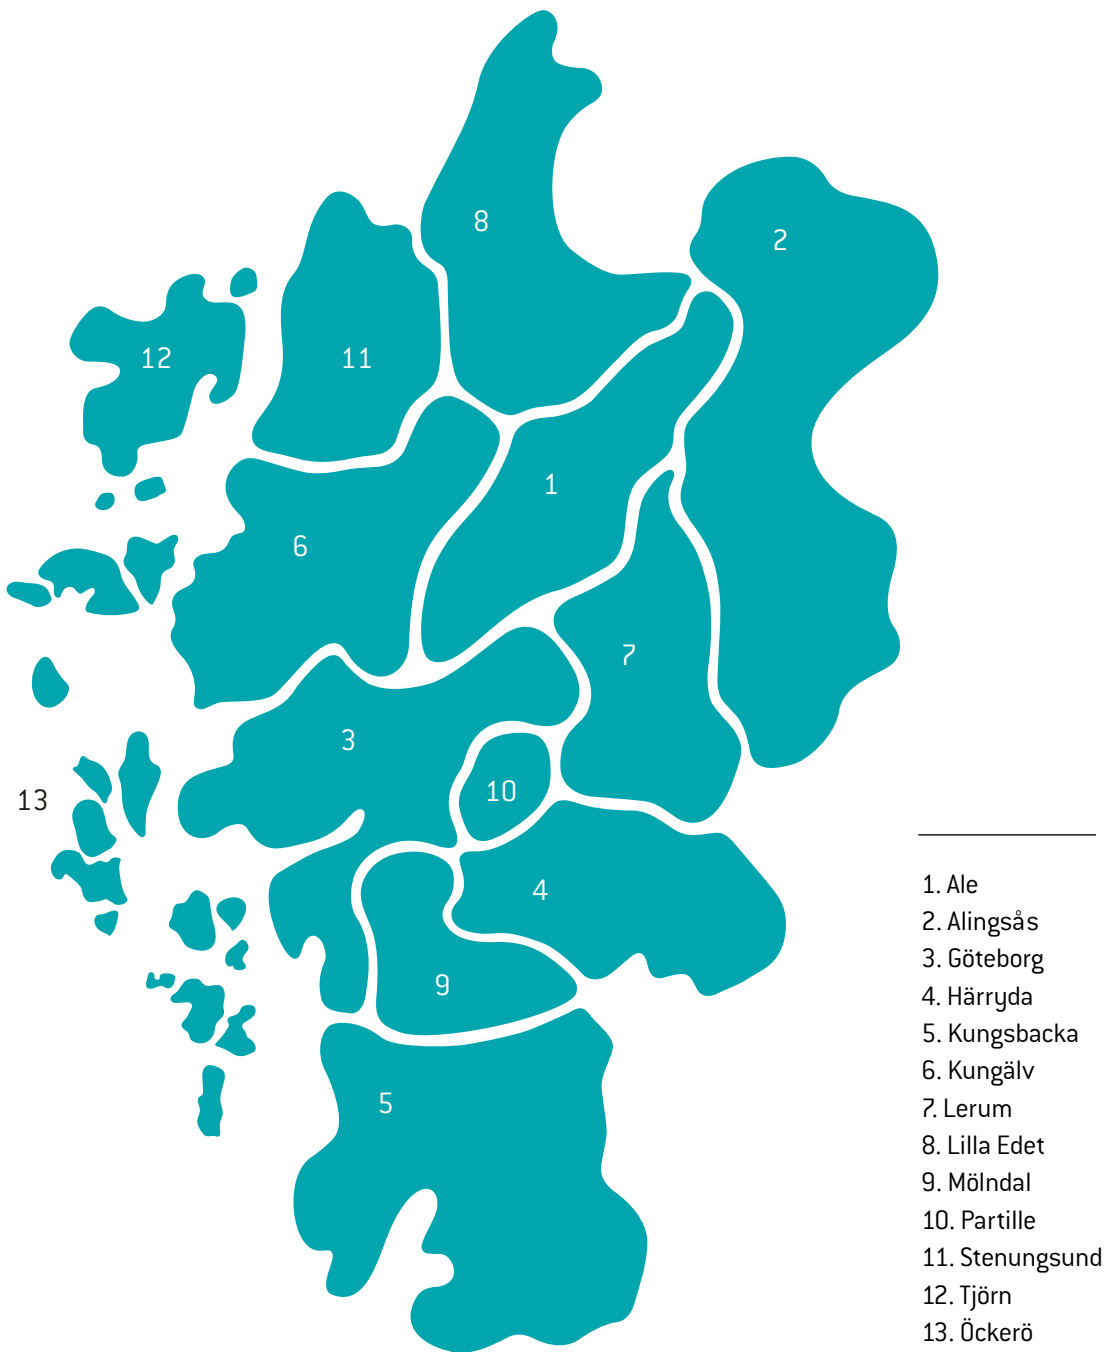 8
2
12
11
1
6
7
3
10
13
4
9
5
1. Ale
2. Alingsås
3. Göteborg
4. Härryda
5. Kungsbacka
6. Kungälv
7. Lerum
8. Lilla Edet
9. Mölndal
10. Partille
11. Stenungsund
12. Tjörn
13. Öckerö